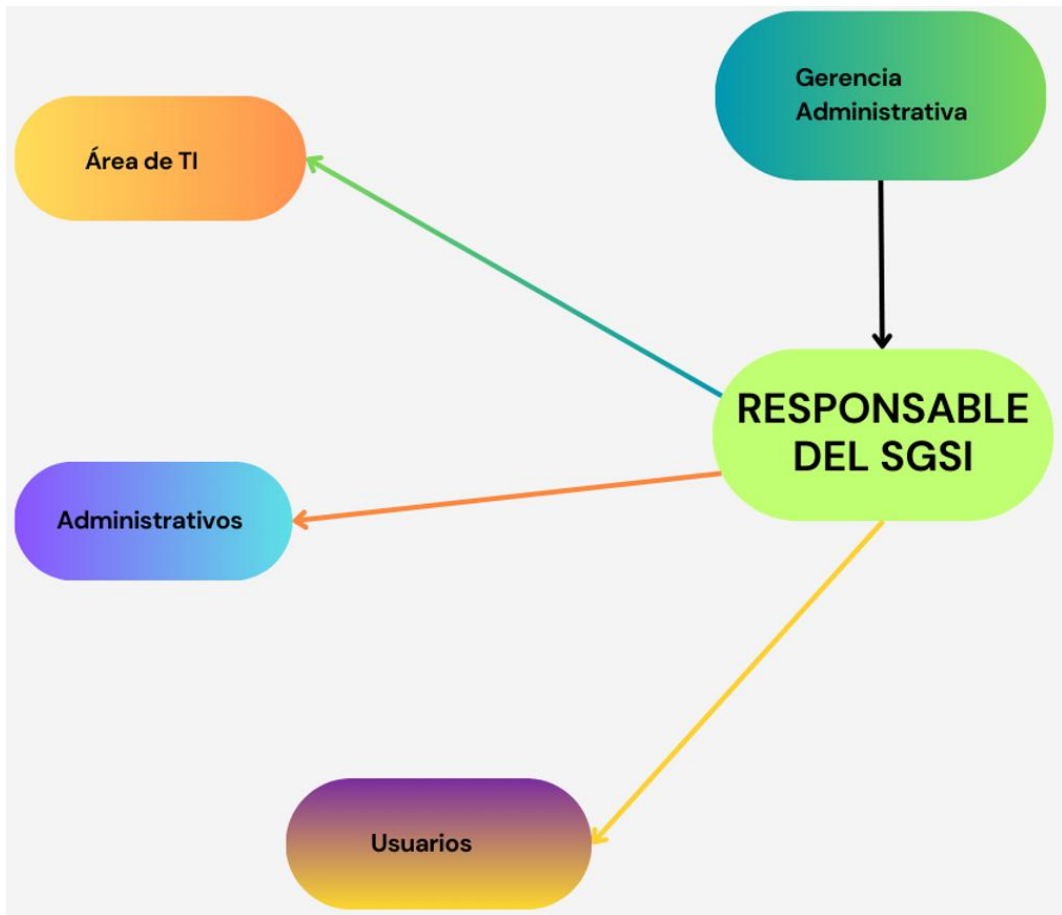 Gerencia
Administrativa
Área de TI
RESPONSABLE
DEL SGSI
Administrativos
Usuarios